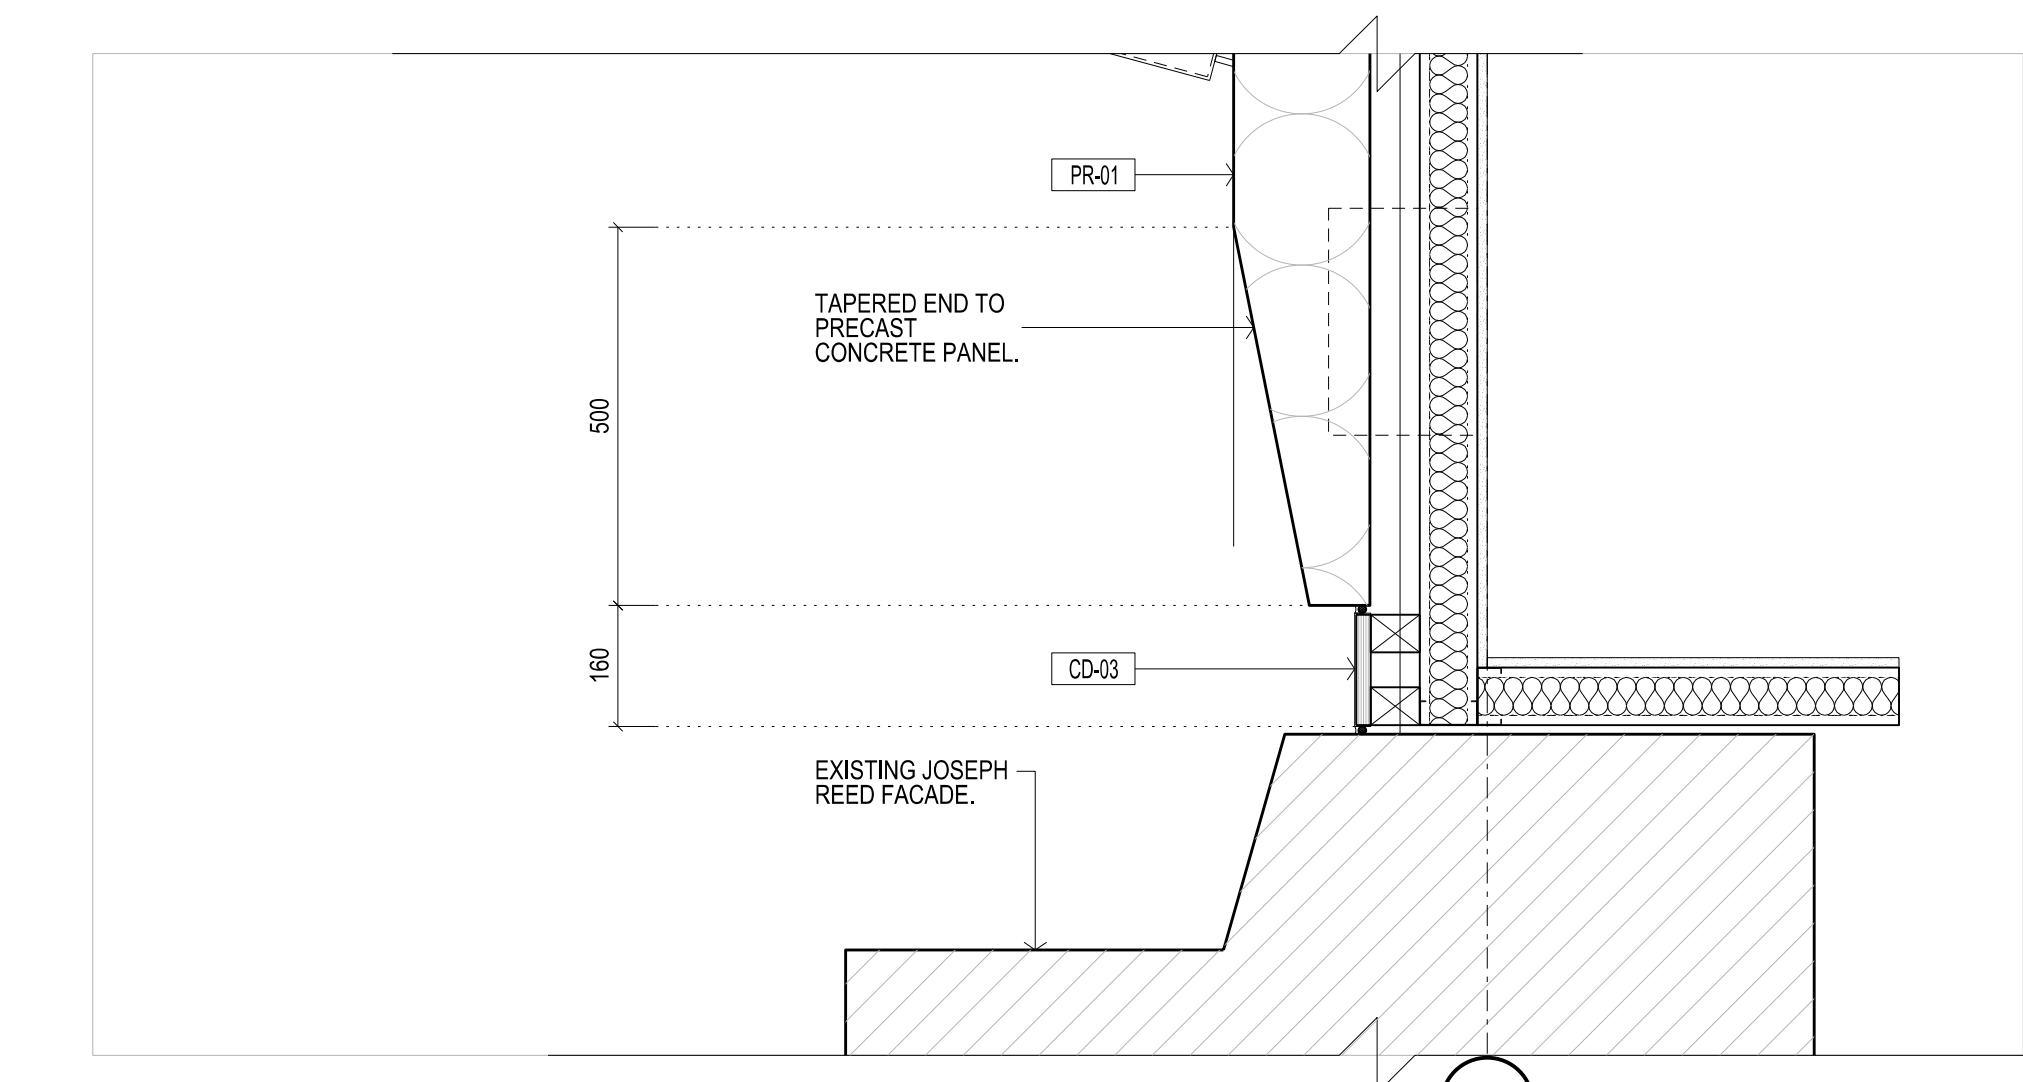 PR-01
TAPERED END TO
PRECAST
CONCRETE PANEL.
500
160
CD-03
EXISTING JOSEPH
REED FACADE.